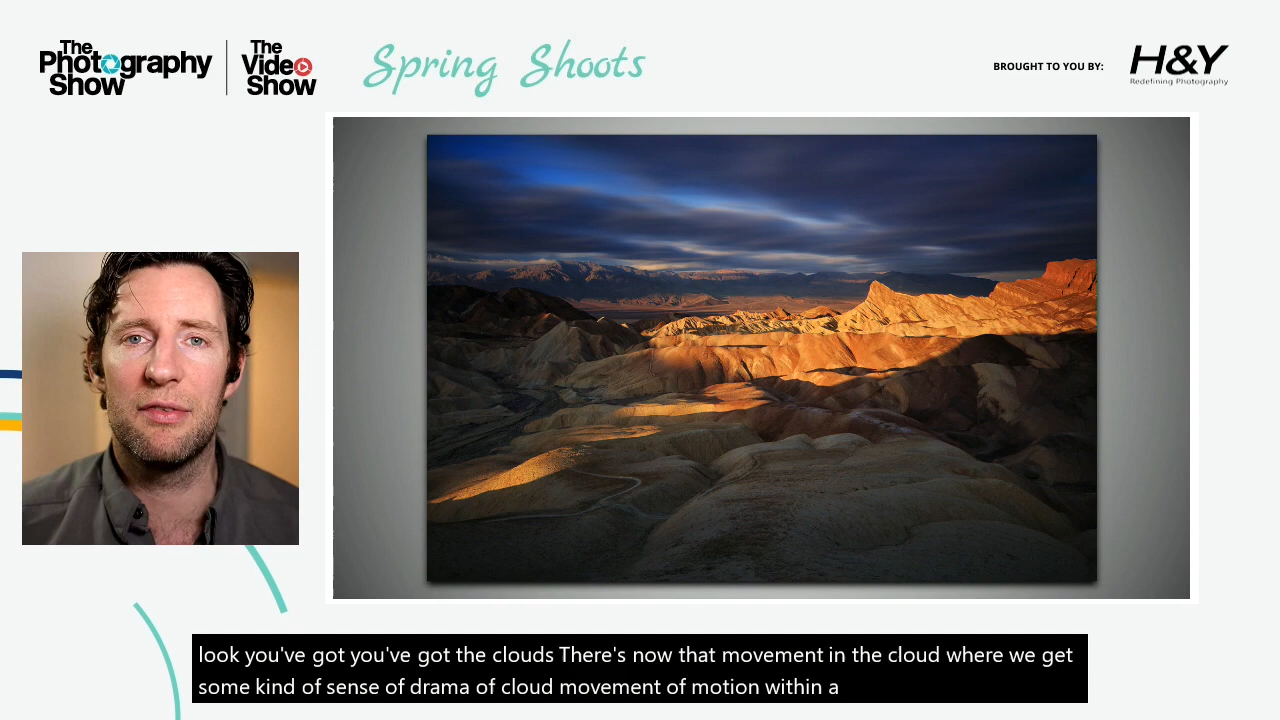 The
Photography
Show
The
Video
Show
Spring Shoots
BROUGHT TO YOU BY:
H&Y
Redefining Photography
look you've got you've got the clouds There's now that movement in the cloud where we get
some kind of sense of drama of cloud movement of motion within a